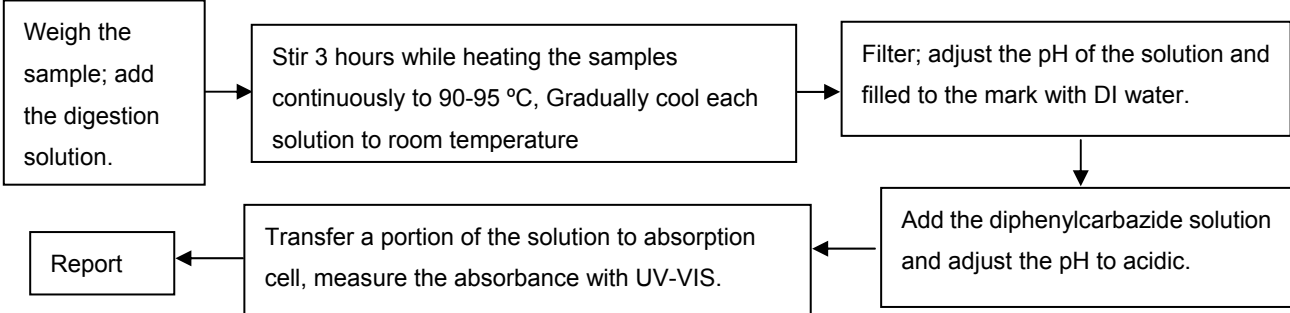 Weigh the
sample; add
the digestion
solution.
Stir 3 hours while heating the samples
continuously to 90-95 ºC, Gradually cool each
solution to room temperature
Filter; adjust the pH of the solution and
filled to the mark with DI water.
Add the diphenylcarbazide solution
and adjust the pH to acidic.
Transfer a portion of the solution to absorption
cell, measure the absorbance with UV-VIS.
Report